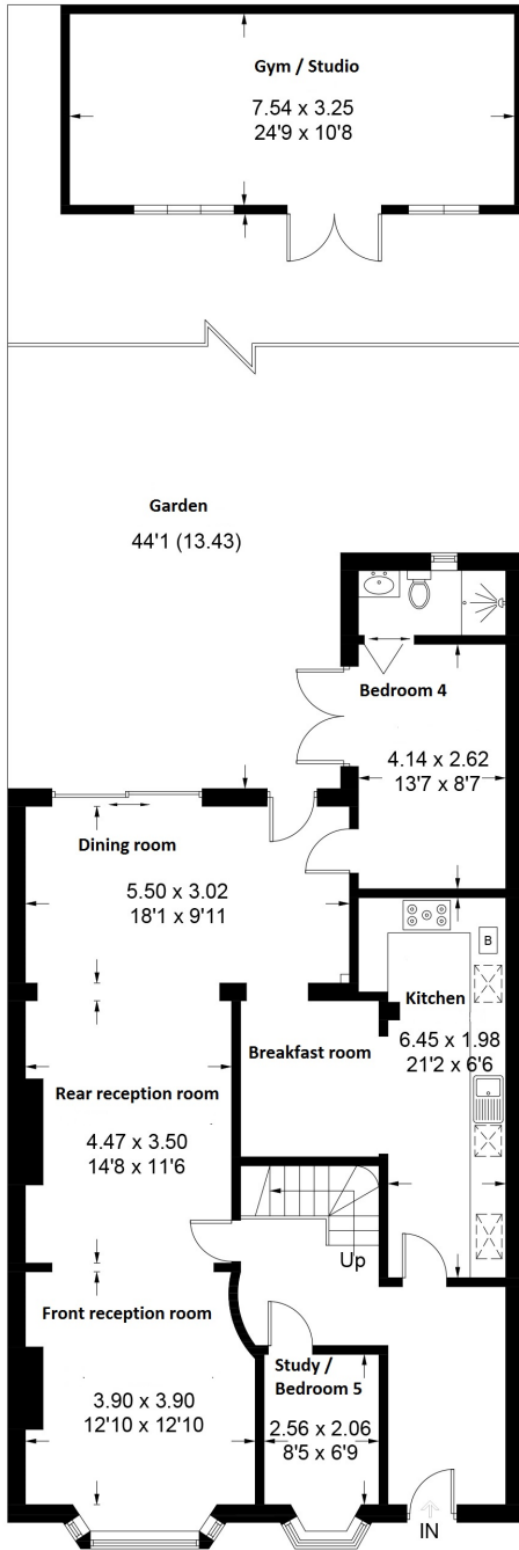 Gym / Studio
7.54 x 3.25
24'9 x 10'8
Garden
44'1 (13.43)
Bedroom 4
4.14 x 2.62
13'7 x 8'7
Dining room
5.50 x 3.02
18'1 x 9'11
B
Kitchen
6.45 x 1.98
21'2 x 6'6
Breakfast room
Rear reception room
4.47 x 3.50
14'8 x 11'6
Up
Front reception room
3.90 x 3.90
12'10 x 12'10
Study /
Bedroom 5
2.56 x 2.06
8'5 x 6'9
IN